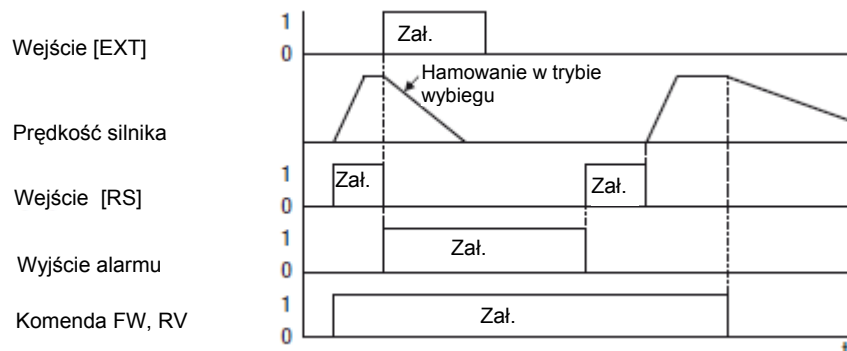 Wejście [EXT]
1
0
Zał.
Hamowanie w trybie
wybiegu
Prędkość silnika
Wejście [RS]
1
0
Zał.
Zał.
Wyjście alarmu
1
0
Zał.
Komenda FW, RV
1
0
Zał.
t